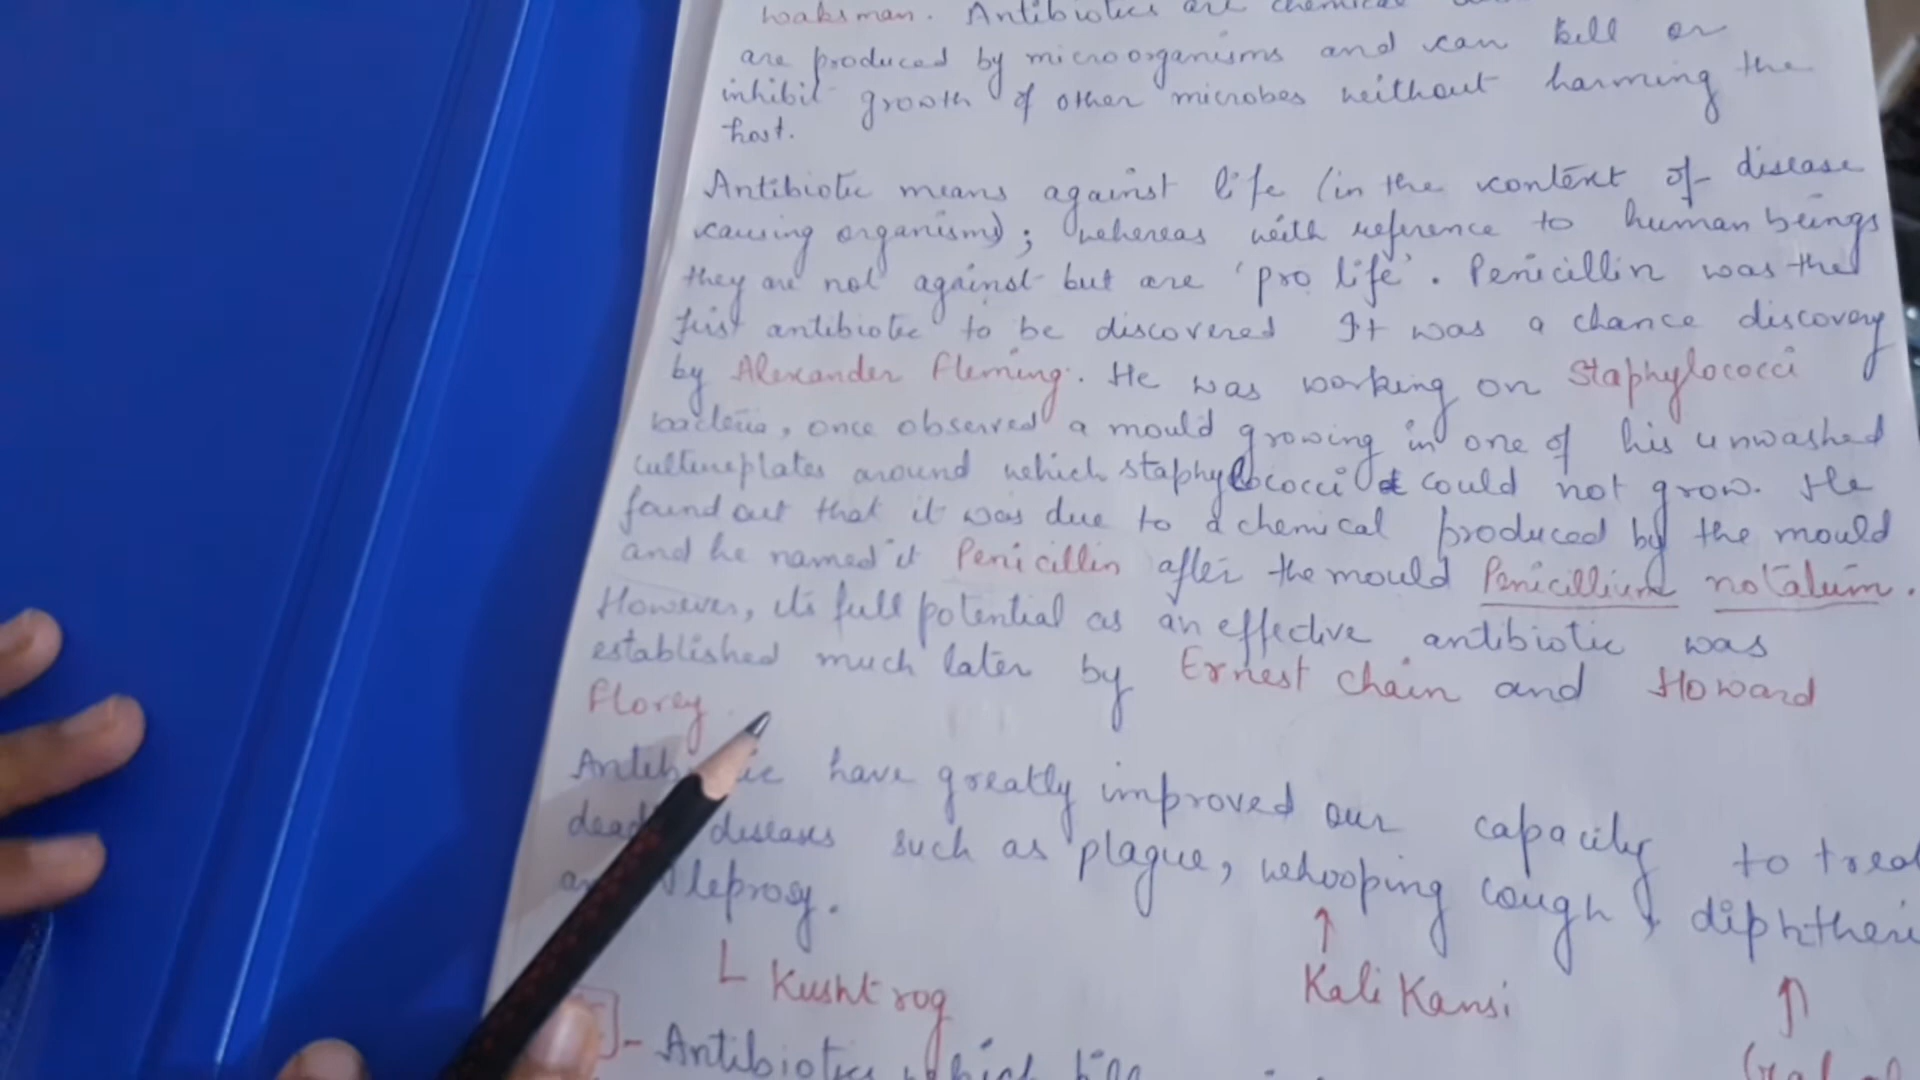 Waksman. Antibiotics are chemical
are produced by microorganisms and can kill or
inhibit growth of other microbes without harming the
host.
Antibiotic means against life (in the context of disease
causing organism); whereas with reference to human beings
they are not against but are 'pro life'. Penicillin was the
first antibiotic to be discovered It was a chance discovery
by Alexander Fleming. He was working on Staphylococci
bacteria, once observed a mould growing in one of his unwashed
culture plates around which staphylococci could not grow. He
found out that it was due to a chemical produced by the mould
and he named it Penicillin after the mould Penicillium notatum.
However, its full potential as an effective antibiotic was
established much later by Ernest Chain and Howard
Florey
have greatly improved our capacity to treat
diseases such as plague, whooping cough, diphtheri
leprosy.
Kusht rog
Kali Kansi
- Antibiotics which kill